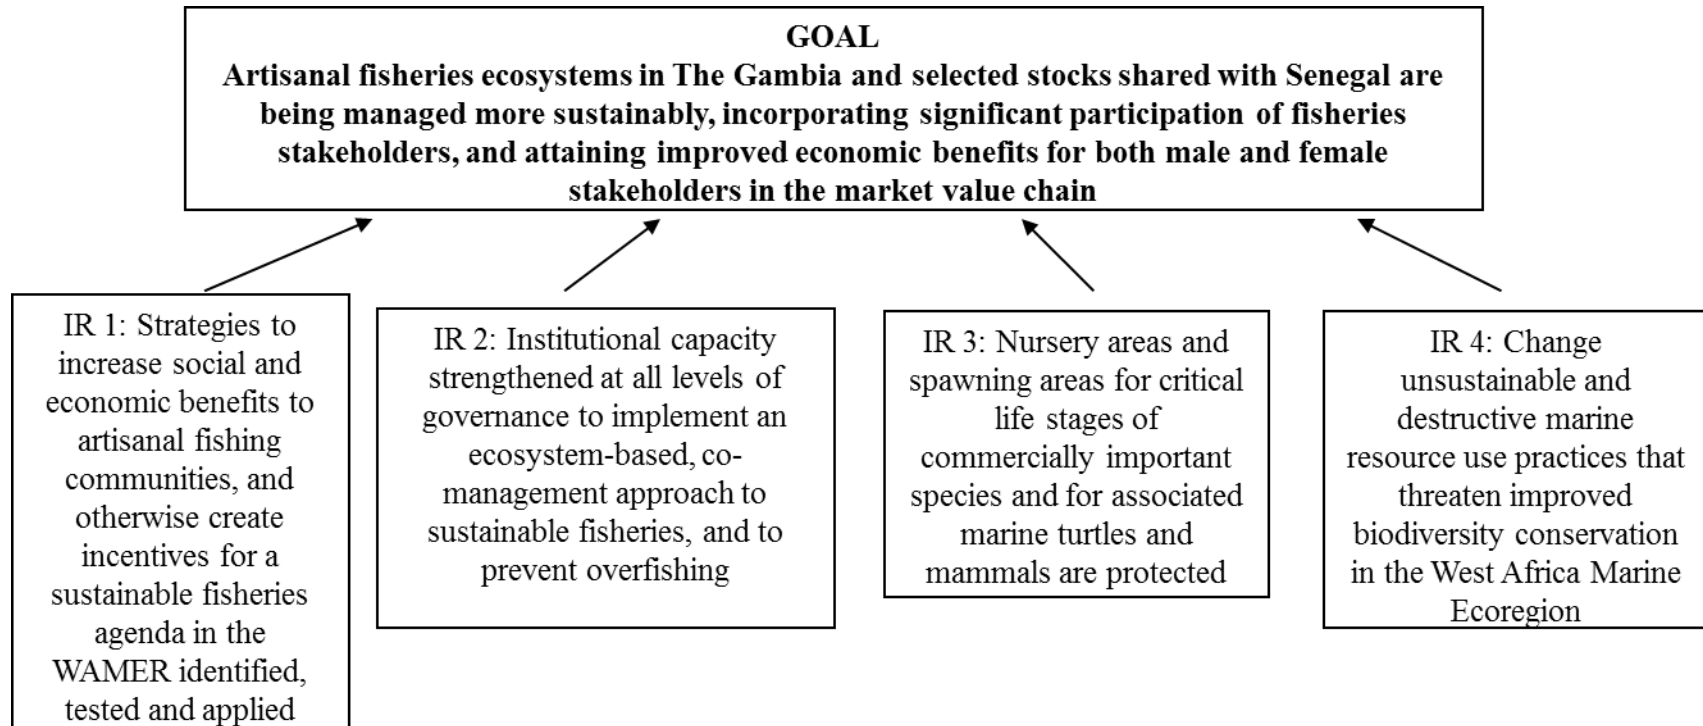 GOAL
Artisanal fisheries ecosystems in The Gambia and selected stocks shared with Senegal are
being managed more sustainably, incorporating significant participation of fisheries
stakeholders, and attaining improved economic benefits for both male and female
stakeholders in the market value chain
IR 1: Strategies to
increase social and
economic benefits to
artisanal fishing
communities, and
otherwise create
incentives for a
sustainable fisheries
agenda in the
WAMER identified,
tested and applied
IR 2: Institutional capacity
strengthened at all levels of
governance to implement an
ecosystem-based, co-
management approach to
sustainable fisheries, and to
prevent overfishing
IR 3: Nursery areas and
spawning areas for critical
life stages of
commercially important
species and for associated
marine turtles and
mammals are protected
IR 4: Change
unsustainable and
destructive marine
resource use practices that
threaten improved
biodiversity conservation
in the West Africa Marine
Ecoregion